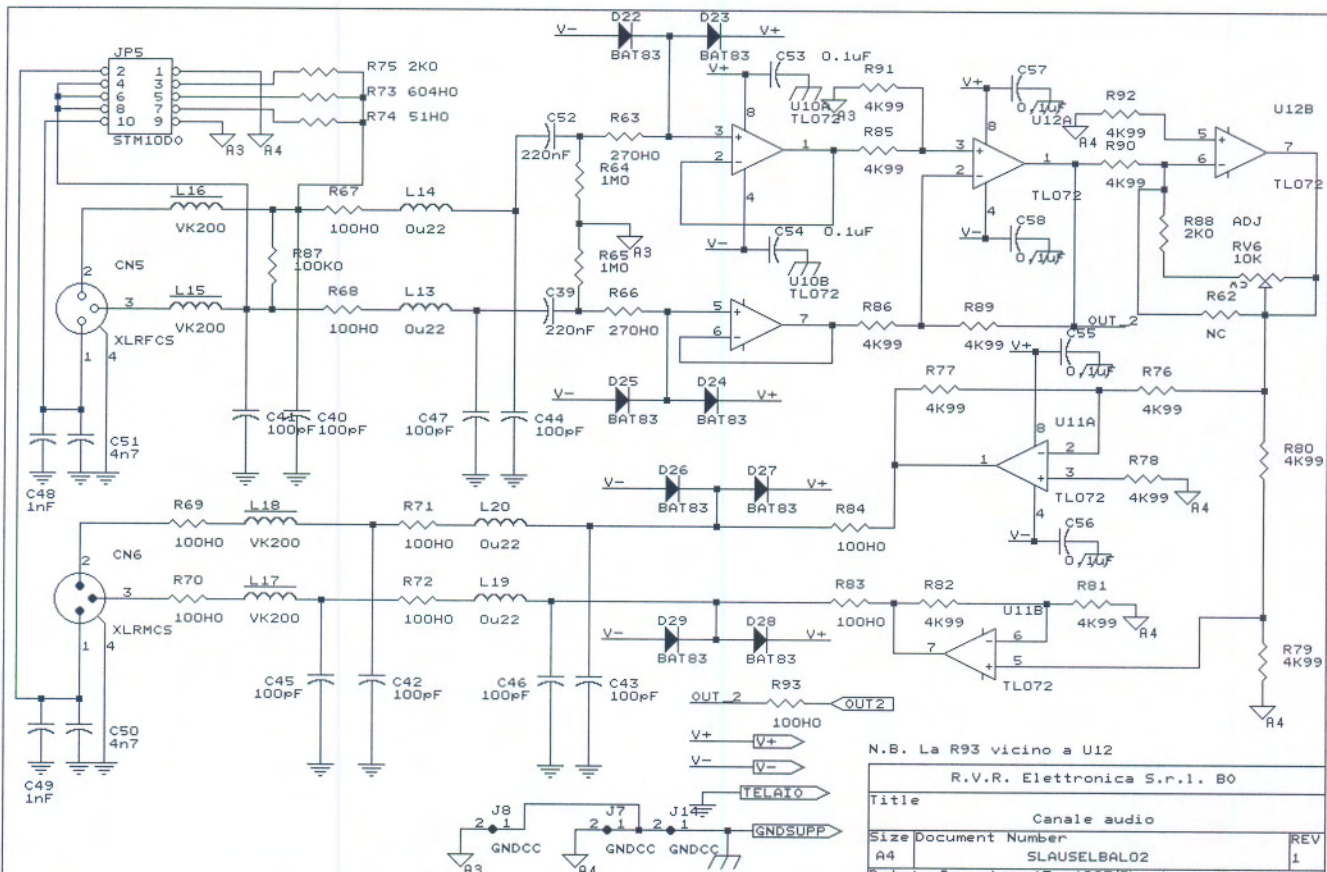 JP5
2 1
4 3
6 5
8 7
10 9
STM10D0
R75 2K0
R73 604H0
R74 51H0
A3 A4
V- D22 D23 V+
BAT83 BAT83
C52
220nF
R63
270H0
R64
1M0
A3
R65
1M0
C39
220nF
R66
270H0
V+ C53 0.1uF
U10A
TL072
3 2 1 8 4
V- C54 0.1uF
U10B
TL072
5 6 7
R91
A3 4K99
R85
4K99
V+ C57
0,1uF
U12A
3 2 1 8 4
V- C58
0,1uF
R92
A4 4K99
R90
4K99
U12B
5 6 7
TL072
R88
2K0
ADJ
RV6
10K
R62
NC
L16
VK200
R67
100H0
L14
0u22
R87
100K0
CN5
2 3 1 4
XLRFCS
L15
VK200
R68
100H0
L13
0u22
R86
4K99
R89
4K99
OUT_2
V- D25 D24 V+
BAT83 BAT83
C41
100pF
C40
100pF
C47
100pF
C44
100pF
C51
4n7
C48
1nF
R77
4K99
V+ C55
0,1uF
R76
4K99
U11A
8 2 3 1 4
TL072
R78
4K99
A4
V- C56
0,1uF
R80
4K99
R69
100H0
L18
VK200
R71
100H0
L20
0u22
V- D26 D27 V+
BAT83 BAT83
R84
100H0
CN6
2 3 1 4
XLRMCS
R70
100H0
L17
VK200
R72
100H0
L19
0u22
R83
100H0
R82
4K99
R81
4K99
A4
U11B
6 5 7
TL072
V- D29 D28 V+
BAT83 BAT83
R79
4K99
A4
C45
100pF
C42
100pF
C46
100pF
C43
100pF
C50
4n7
C49
1nF
OUT_2 R93 OUT2
100H0
V+ V+
V- V-
TELAIO
J8 J7 J14
2 1 2 1 2 1
GNDSUPP
GNDCC GNDCC GNDCC
A3 A4
N.B. La R93 vicino a U12
R.V.R. Elettronica S.r.l. BO
Title
Canale audio
Size Document Number REV
A4 SLAUSELBAL02 1